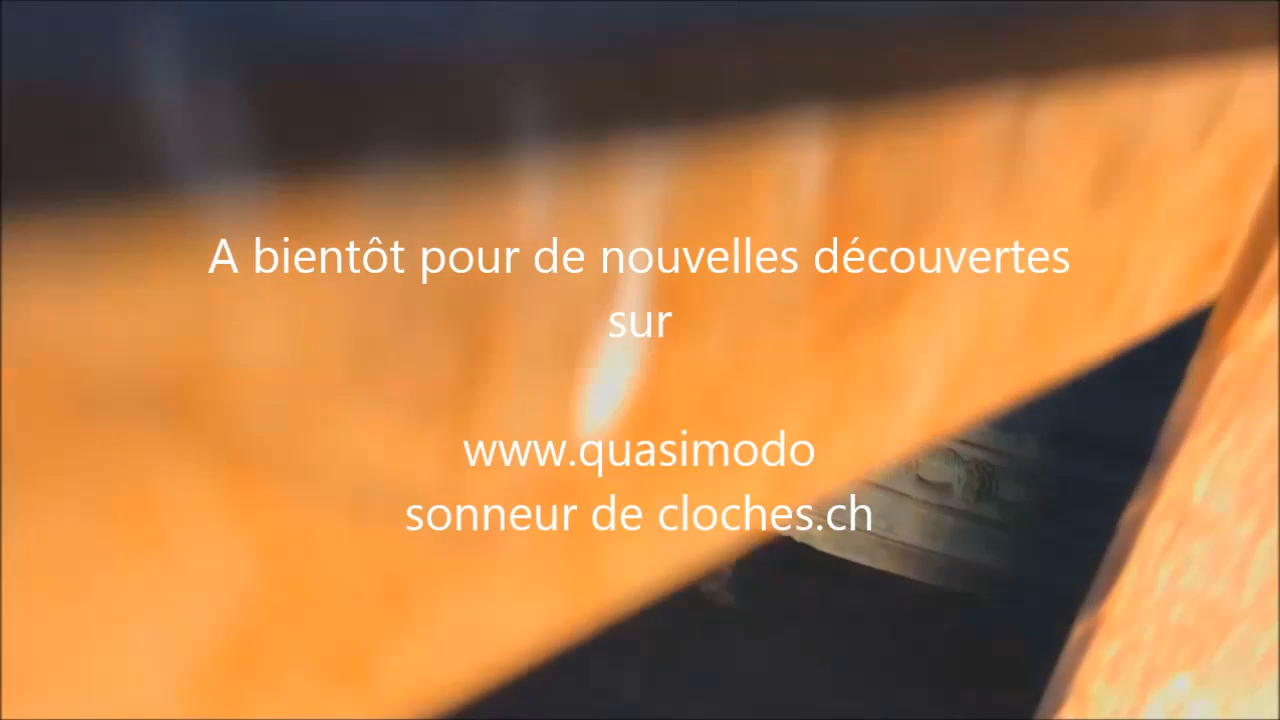 A bientôt pour de nouvelles découvertes
sur
www.quasimodo
sonneur de cloches.ch